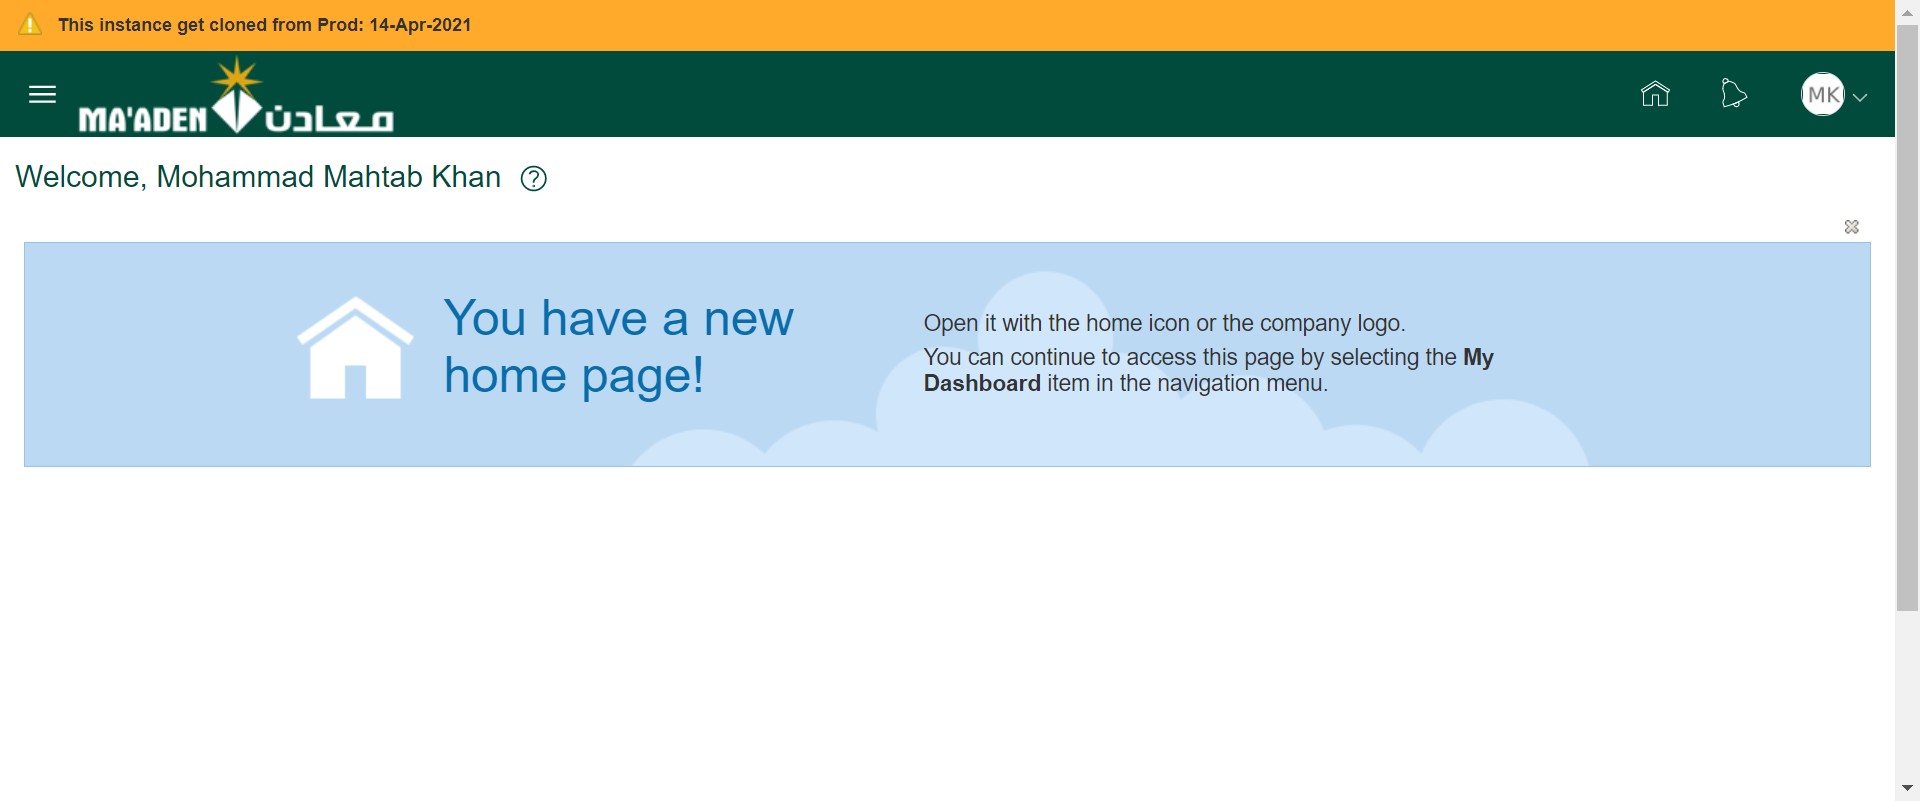 This instance get cloned from Prod: 14-Apr-2021
MA'ADEN معادن
MK
Welcome, Mohammad Mahtab Khan ?
You have a new
home page!
Open it with the home icon or the company logo.
You can continue to access this page by selecting the My
Dashboard item in the navigation menu.